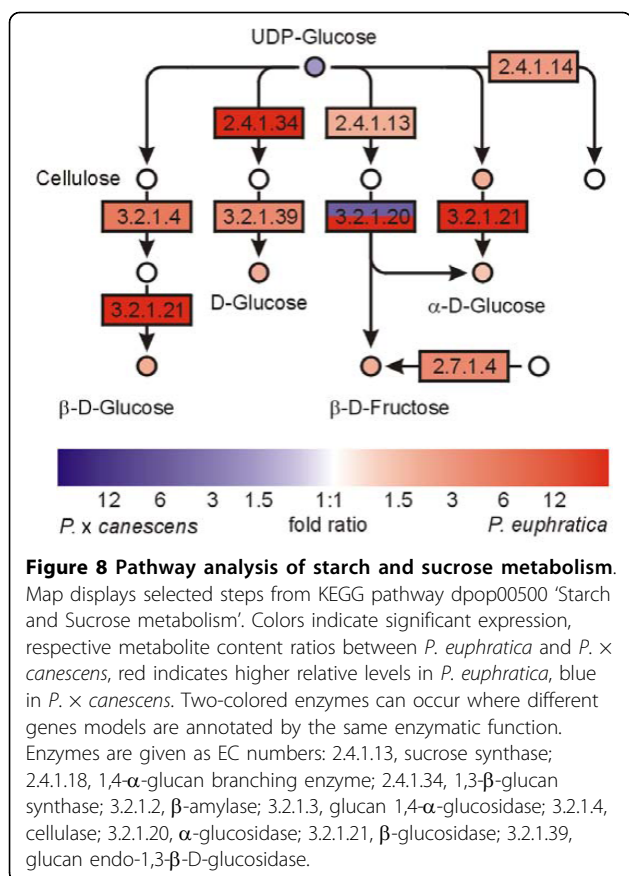 UDP-Glucose
2.4.1.14
2.4.1.34
2.4.1.13
Cellulose
3.2.1.4
3.2.1.39
3.2.1.20
3.2.1.21
D-Glucose
α-D-Glucose
3.2.1.21
2.7.1.4
β-D-Glucose
β-D-Fructose
12 6 3 1.5 1:1 1.5 3 6 12
P. x canescens fold ratio P. euphratica
Figure 8 Pathway analysis of starch and sucrose metabolism.
Map displays selected steps from KEGG pathway dpop00500 ‘Starch
and Sucrose metabolism’. Colors indicate significant expression,
respective metabolite content ratios between P. euphratica and P. ×
canescens, red indicates higher relative levels in P. euphratica, blue
in P. × canescens. Two-colored enzymes can occur where different
genes models are annotated by the same enzymatic function.
Enzymes are given as EC numbers: 2.4.1.13, sucrose synthase;
2.4.1.18, 1,4-α-glucan branching enzyme; 2.4.1.34, 1,3-β-glucan
synthase; 3.2.1.2, β-amylase; 3.2.1.3, glucan 1,4-α-glucosidase; 3.2.1.4,
cellulase; 3.2.1.20, α-glucosidase; 3.2.1.21, β-glucosidase; 3.2.1.39,
glucan endo-1,3-β-D-glucosidase.